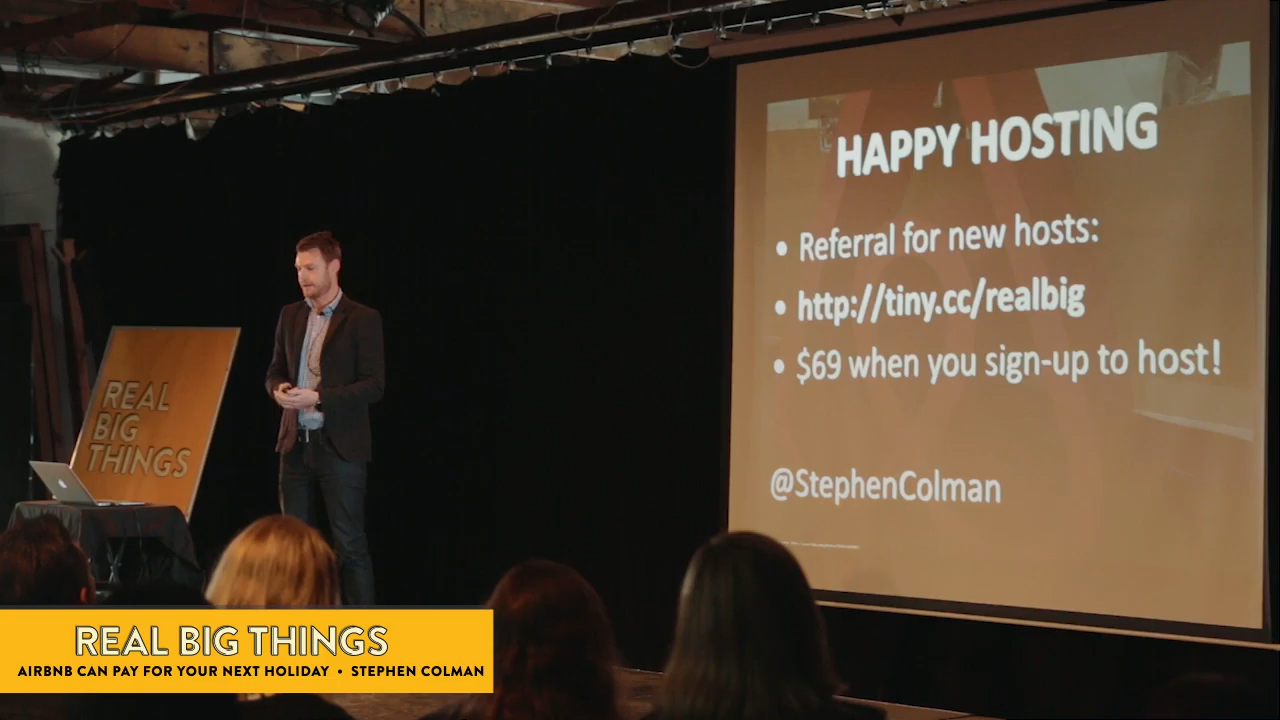 HAPPY HOSTING
• Referral for new hosts:
• http://tiny.cc/realbig
• $69 when you sign-up to host!
@StephenColman
REAL
BIG
THINGS
REAL BIG THINGS
AIRBNB CAN PAY FOR YOUR NEXT HOLIDAY • STEPHEN COLMAN